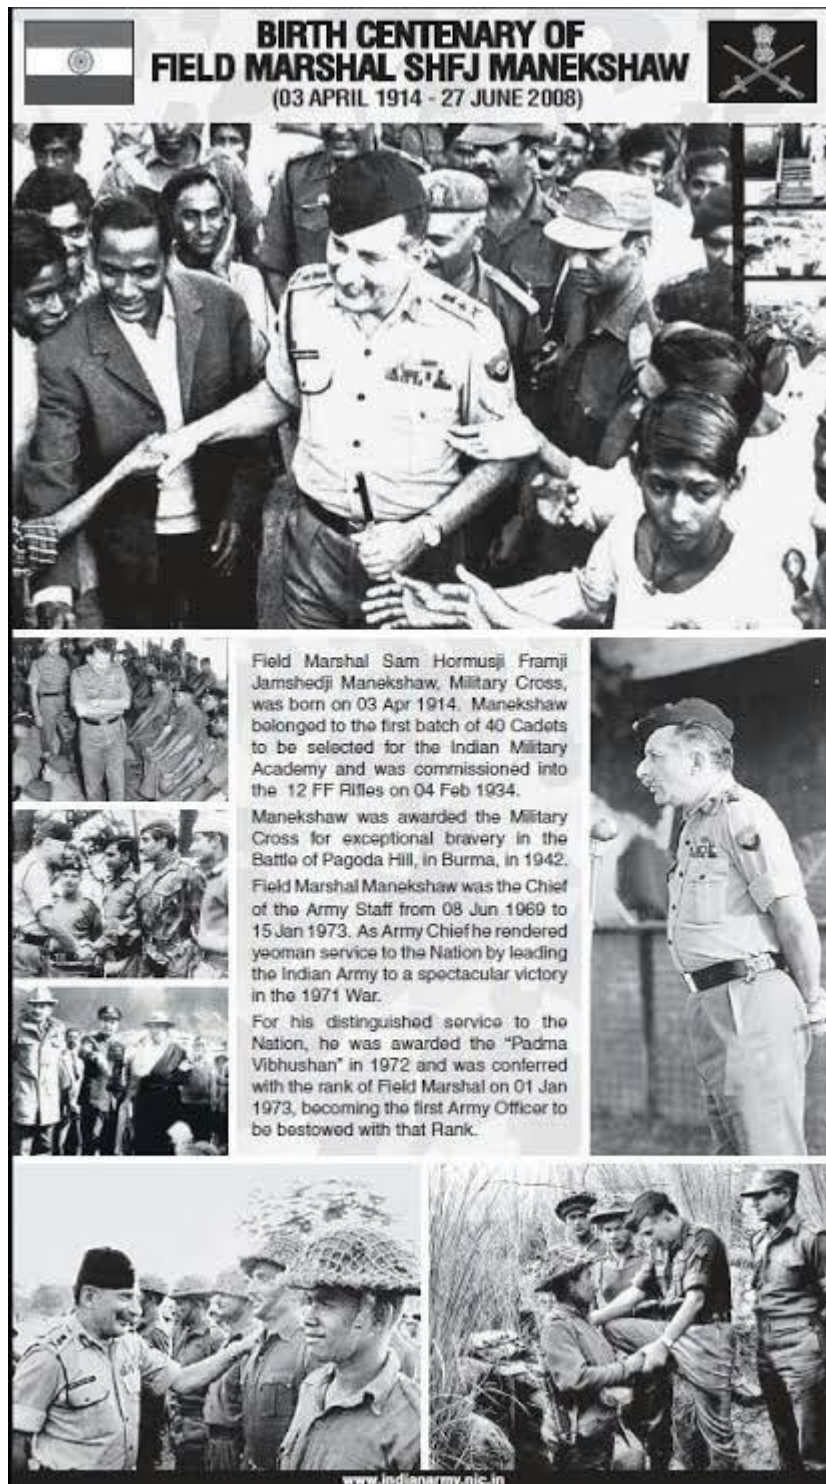 BIRTH CENTENARY OF
FIELD MARSHAL SHFJ MANEKSHAW
(03 APRIL 1914 - 27 JUNE 2008)
Field Marshal Sam Hormusji Framji
Jamshedji Manekshaw, Military Cross,
was born on 03 Apr 1914. Manekshaw
belonged to the first batch of 40 Cadets
to be selected for the Indian Military
Academy and was commissioned into
the 12 FF Rifles on 04 Feb 1934.
Manekshaw was awarded the Military
Cross for exceptional bravery in the
Battle of Pagoda Hill, in Burma, in 1942.
Field Marshal Manekshaw was the Chief
of the Army Staff from 08 Jun 1969 to
15 Jan 1973. As Army Chief he rendered
yeoman service to the Nation by leading
the Indian Army to a spectacular victory
in the 1971 War.
For his distinguished service to the
Nation, he was awarded the “Padma
Vibhushan” in 1972 and was conferred
with the rank of Field Marshal on 01 Jan
1973, becoming the first Army Officer to
be bestowed with that Rank.
www.indianarmy.nic.in